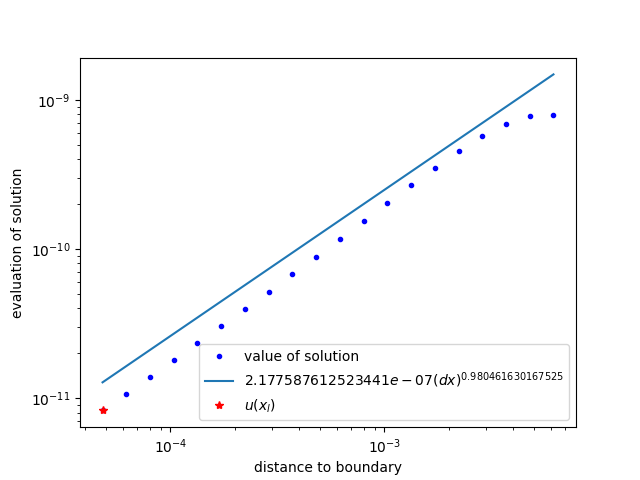 10⁻⁹
10⁻¹⁰
10⁻¹¹
evaluation of solution
value of solution
2.177587612523441e − 07(dx)^0.980461630167525
u(x_l)
10⁻⁴
10⁻³
distance to boundary